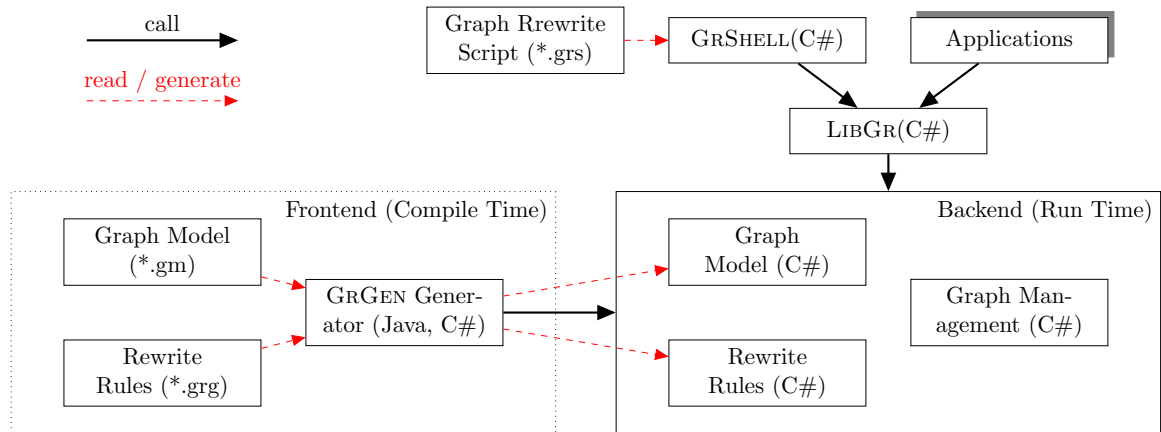 call
read / generate
Graph Rrewrite
Script (*.grs)
GRSHELL(C#)
Applications
LIBGR(C#)
Frontend (Compile Time)
Graph Model
(*.gm)
GRGEN Gener-
ator (Java, C#)
Rewrite
Rules (*.grg)
Backend (Run Time)
Graph
Model (C#)
Graph Man-
agement (C#)
Rewrite
Rules (C#)